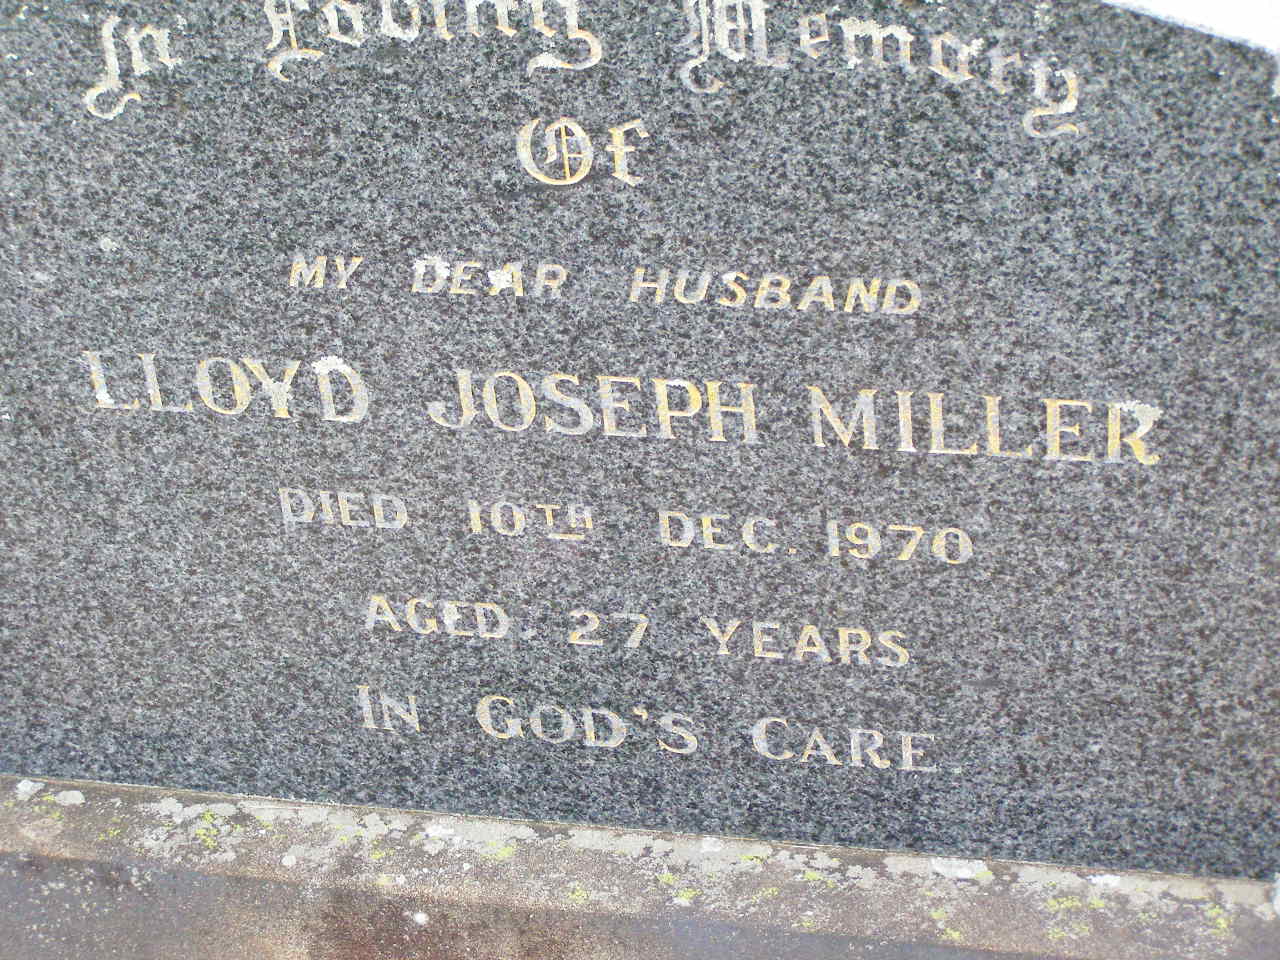 In Loving Memory
Of
MY DEAR HUSBAND
LLOYD JOSEPH MILLER
DIED 10TH DEC. 1970
AGED 27 YEARS
IN GOD'S CARE